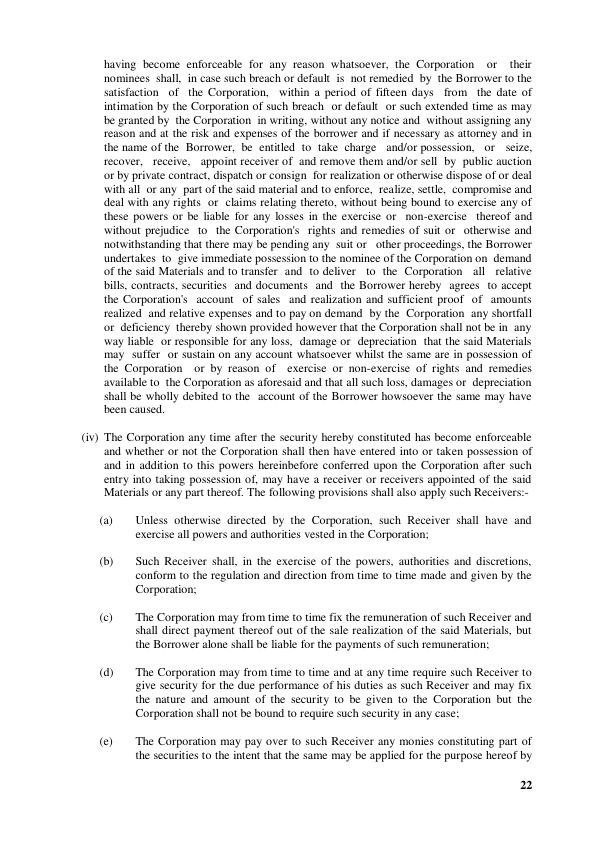 having become enforceable for any reason whatsoever, the Corporation or their
nominees shall, in case such breach or default is not remedied by the Borrower to the
satisfaction of the Corporation, within a period of fifteen days from the date of
intimation by the Corporation of such breach or default or such extended time as may
be granted by the Corporation in writing, without any notice and without assigning any
reason and at the risk and expenses of the borrower and if necessary as attorney and in
the name of the Borrower, be entitled to take charge and/or possession, or seize,
recover, receive, appoint receiver of and remove them and/or sell by public auction
or by private contract, dispatch or consign for realization or otherwise dispose of or deal
with all or any part of the said material and to enforce, realize, settle, compromise and
deal with any rights or claims relating thereto, without being bound to exercise any of
these powers or be liable for any losses in the exercise or non-exercise thereof and
without prejudice to the Corporation's rights and remedies of suit or otherwise and
notwithstanding that there may be pending any suit or other proceedings, the Borrower
undertakes to give immediate possession to the nominee of the Corporation on demand
of the said Materials and to transfer and to deliver to the Corporation all relative
bills, contracts, securities and documents and the Borrower hereby agrees to accept
the Corporation's account of sales and realization and sufficient proof of amounts
realized and relative expenses and to pay on demand by the Corporation any shortfall
or deficiency thereby shown provided however that the Corporation shall not be in any
way liable or responsible for any loss, damage or depreciation that the said Materials
may suffer or sustain on any account whatsoever whilst the same are in possession of
the Corporation or by reason of exercise or non-exercise of rights and remedies
available to the Corporation as aforesaid and that all such loss, damages or depreciation
shall be wholly debited to the account of the Borrower howsoever the same may have
been caused.
(iv) The Corporation any time after the security hereby constituted has become enforceable
and whether or not the Corporation shall then have entered into or taken possession of
and in addition to this powers hereinbefore conferred upon the Corporation after such
entry into taking possession of, may have a receiver or receivers appointed of the said
Materials or any part thereof. The following provisions shall also apply such Receivers:-
(a) Unless otherwise directed by the Corporation, such Receiver shall have and
exercise all powers and authorities vested in the Corporation;
(b) Such Receiver shall, in the exercise of the powers, authorities and discretions,
conform to the regulation and direction from time to time made and given by the
Corporation;
(c) The Corporation may from time to time fix the remuneration of such Receiver and
shall direct payment thereof out of the sale realization of the said Materials, but
the Borrower alone shall be liable for the payments of such remuneration;
(d) The Corporation may from time to time and at any time require such Receiver to
give security for the due performance of his duties as such Receiver and may fix
the nature and amount of the security to be given to the Corporation but the
Corporation shall not be bound to require such security in any case;
(e) The Corporation may pay over to such Receiver any monies constituting part of
the securities to the intent that the same may be applied for the purpose hereof by
22